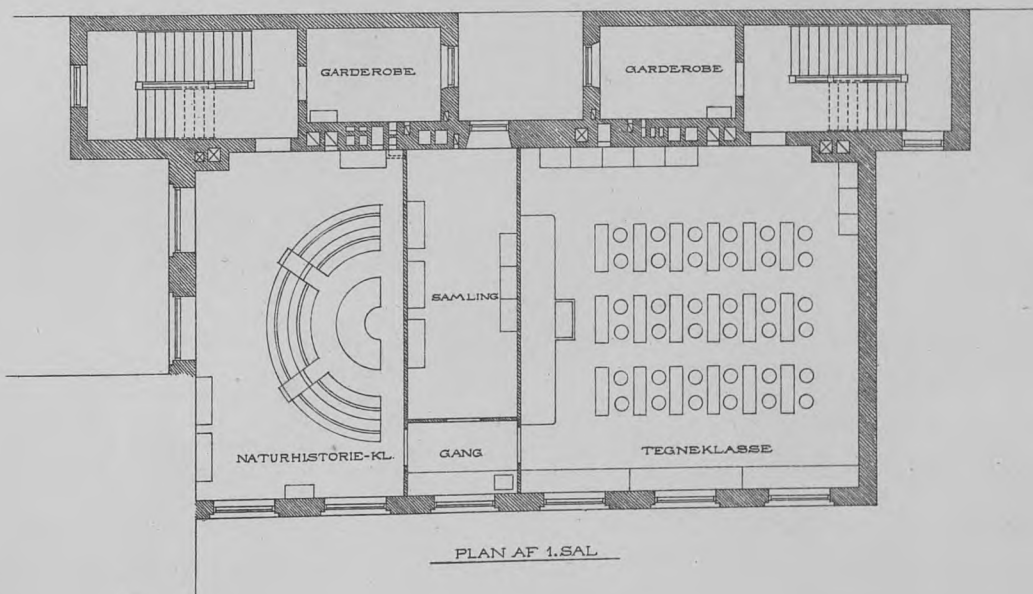 GARDEROBE
GARDEROBE
SAMLING
NATURHISTORIE-KL.
GANG
TEGNEKLASSE
PLAN AF 1. SAL